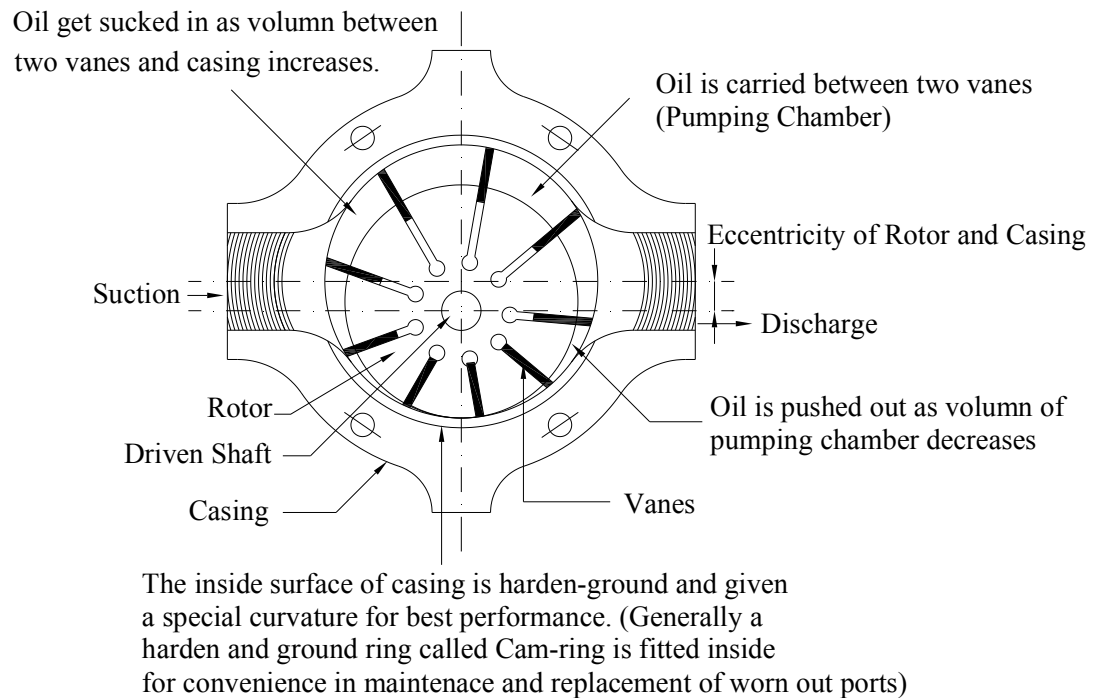 Oil get sucked in as volumn between
two vanes and casing increases.
Oil is carried between two vanes
(Pumping Chamber)
Eccentricity of Rotor and Casing
Suction
Discharge
Rotor
Oil is pushed out as volumn of
pumping chamber decreases
Driven Shaft
Vanes
Casing
The inside surface of casing is harden-ground and given
a special curvature for best performance. (Generally a
harden and ground ring called Cam-ring is fitted inside
for convenience in maintenace and replacement of worn out ports)